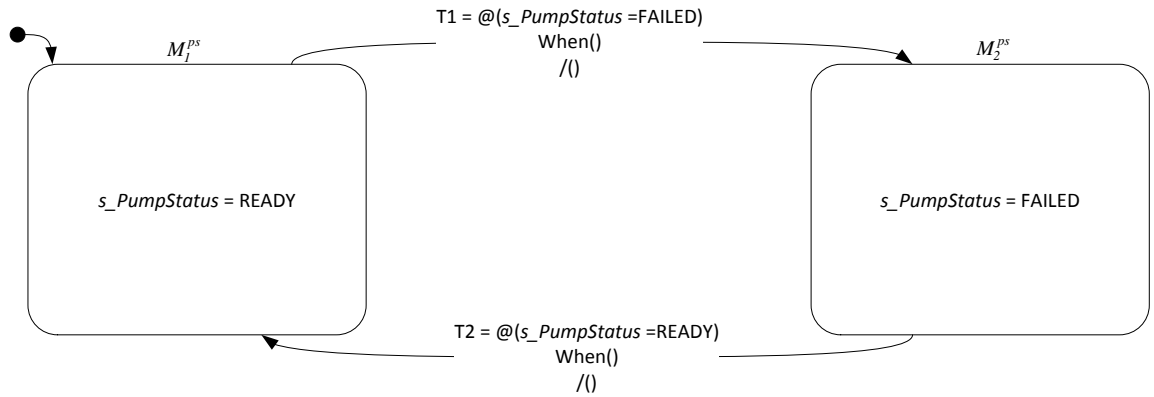 T1 = @(s_PumpStatus =FAILED)
When()
/()
M₁ᵖˢ
M₂ᵖˢ
s_PumpStatus = READY
s_PumpStatus = FAILED
T2 = @(s_PumpStatus =READY)
When()
/()